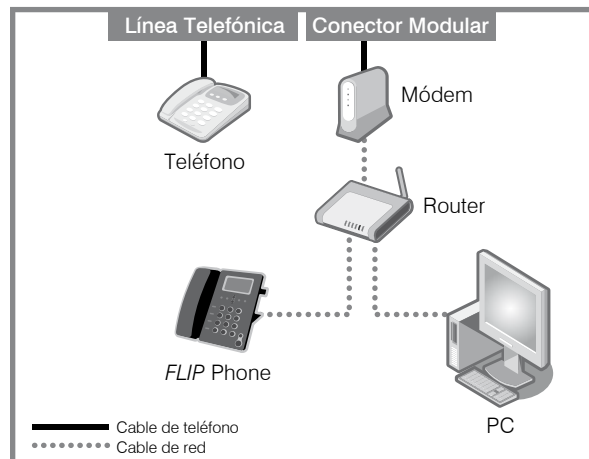 Línea Telefónica
Conector Modular
Teléfono
Módem
Router
FLIP Phone
PC
Cable de teléfono
Cable de red